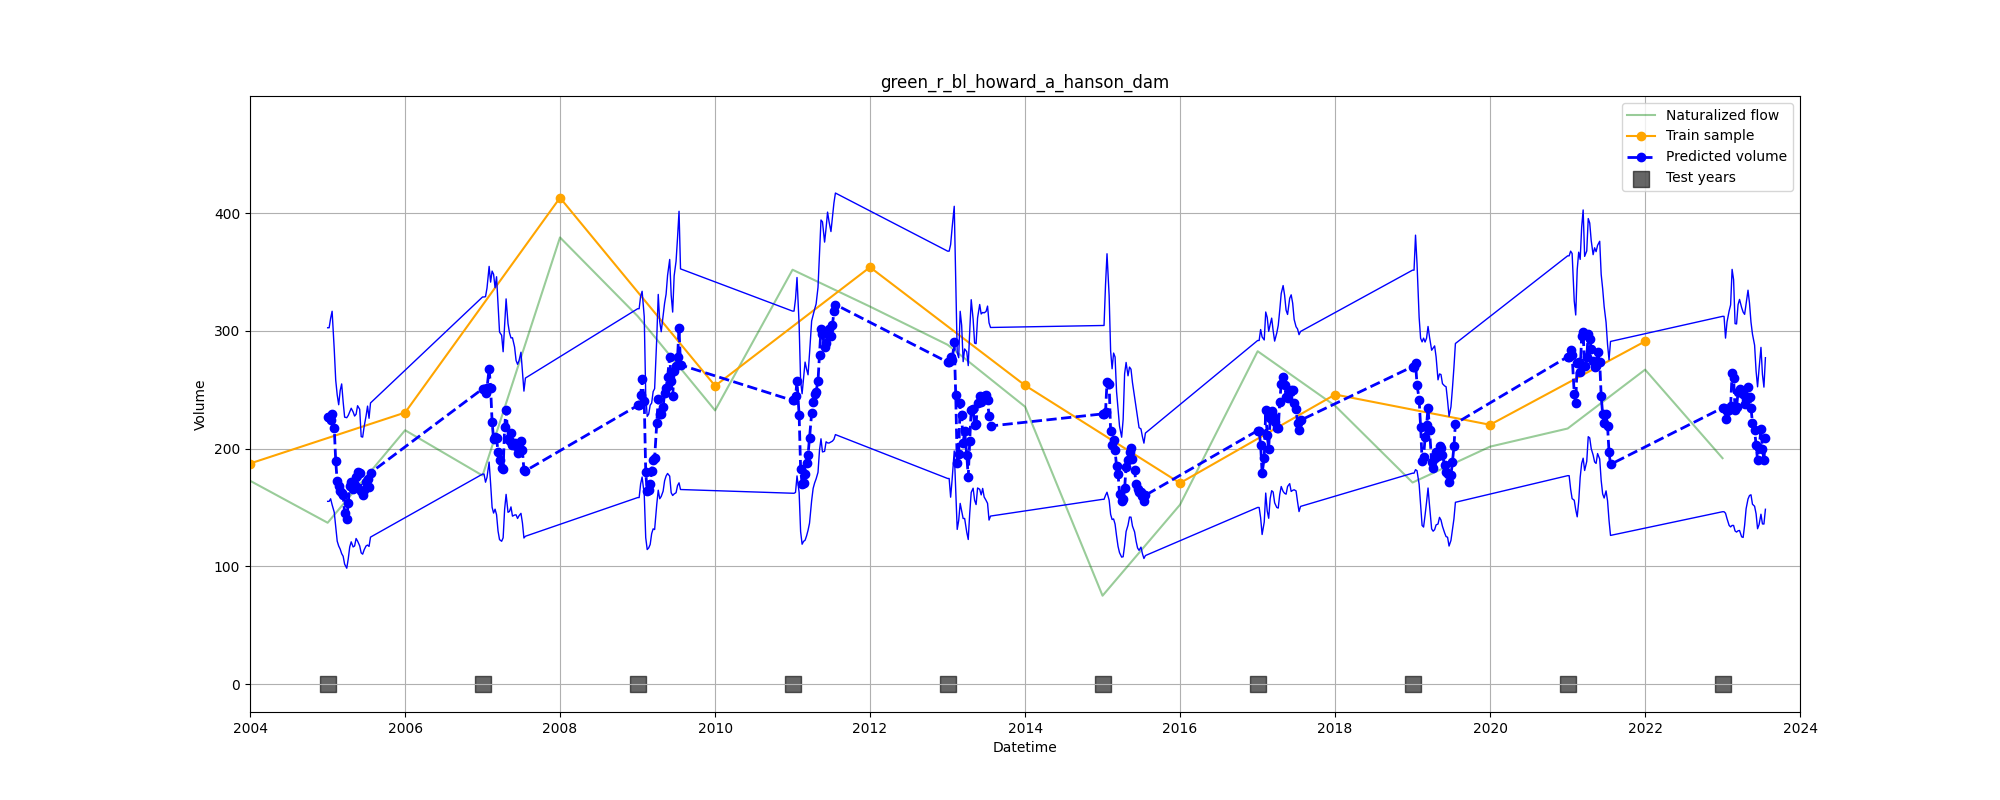 green_r_bl_howard_a_hanson_dam
Naturalized flow
Train sample
Predicted volume
Test years
Volume
400
300
200
100
0
2004 2006 2008 2010 2012 2014 2016 2018 2020 2022 2024
Datetime